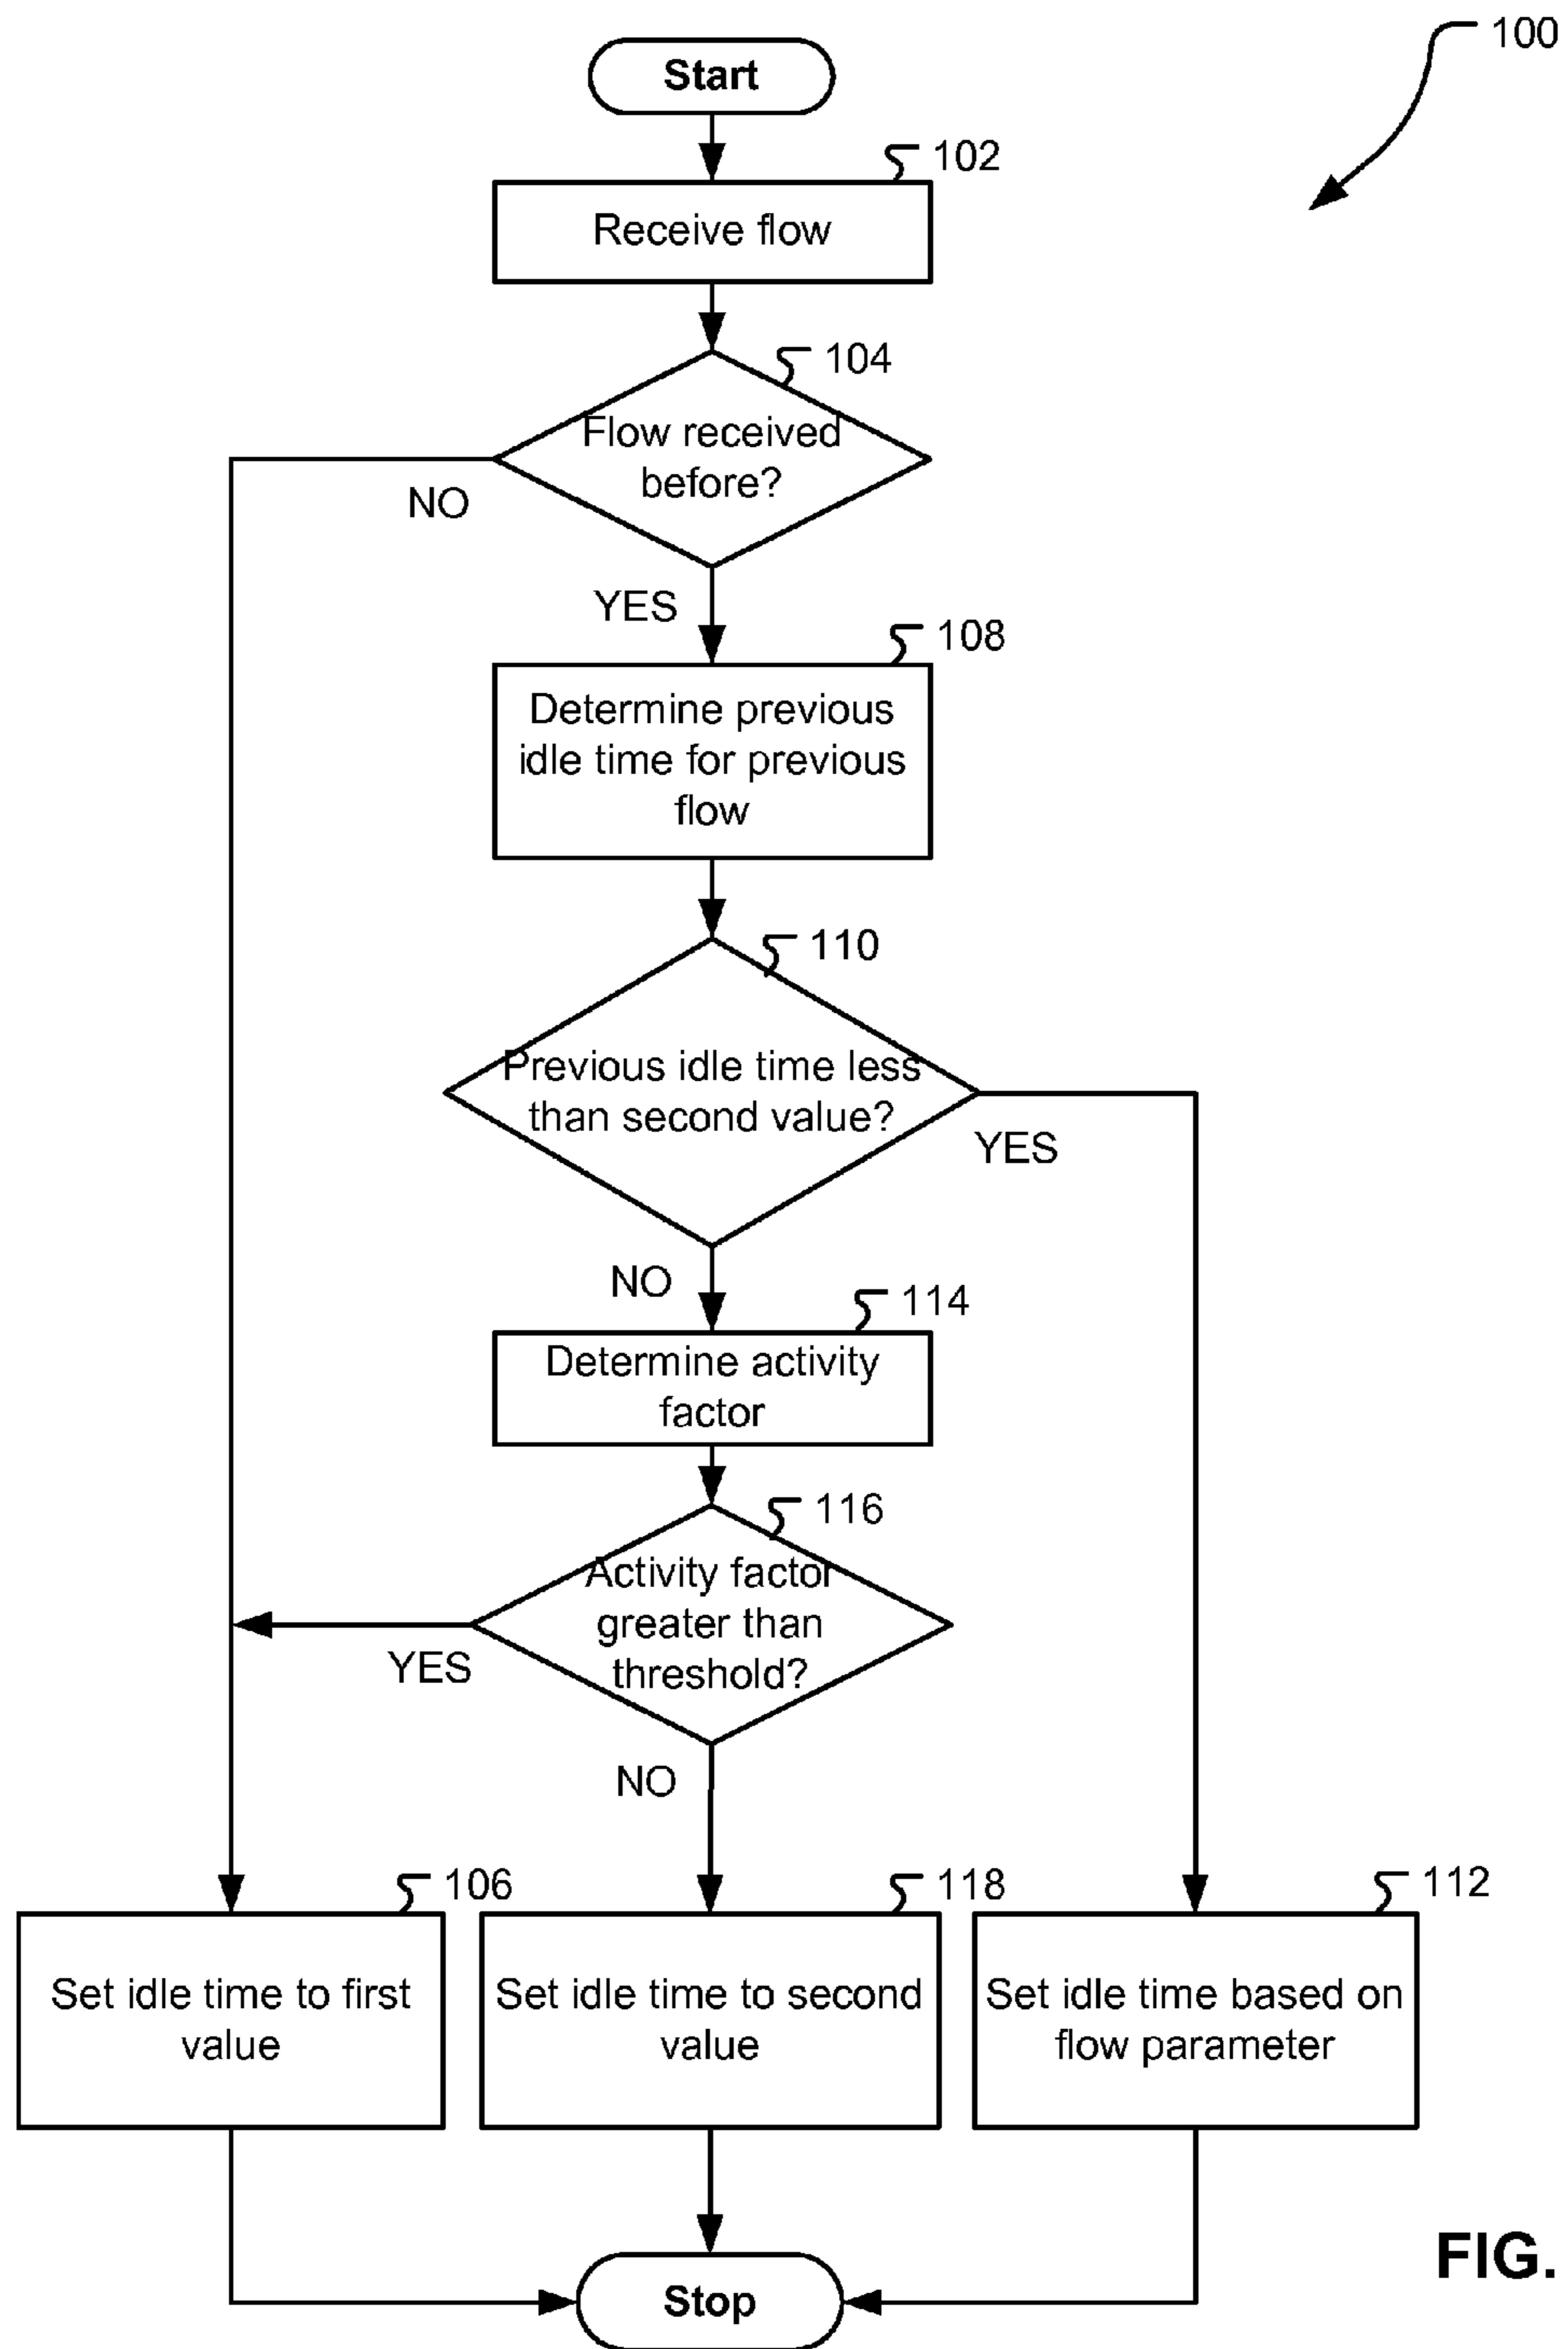 100
Start
102
Receive flow
104
Flow received
before?
NO
YES
108
Determine previous
idle time for previous
flow
110
Previous idle time less
than second value?
YES
NO
114
Determine activity
factor
116
Activity factor
greater than
threshold?
YES
NO
106
118
112
Set idle time to first
value
Set idle time to second
value
Set idle time based on
flow parameter
Stop
FIG.